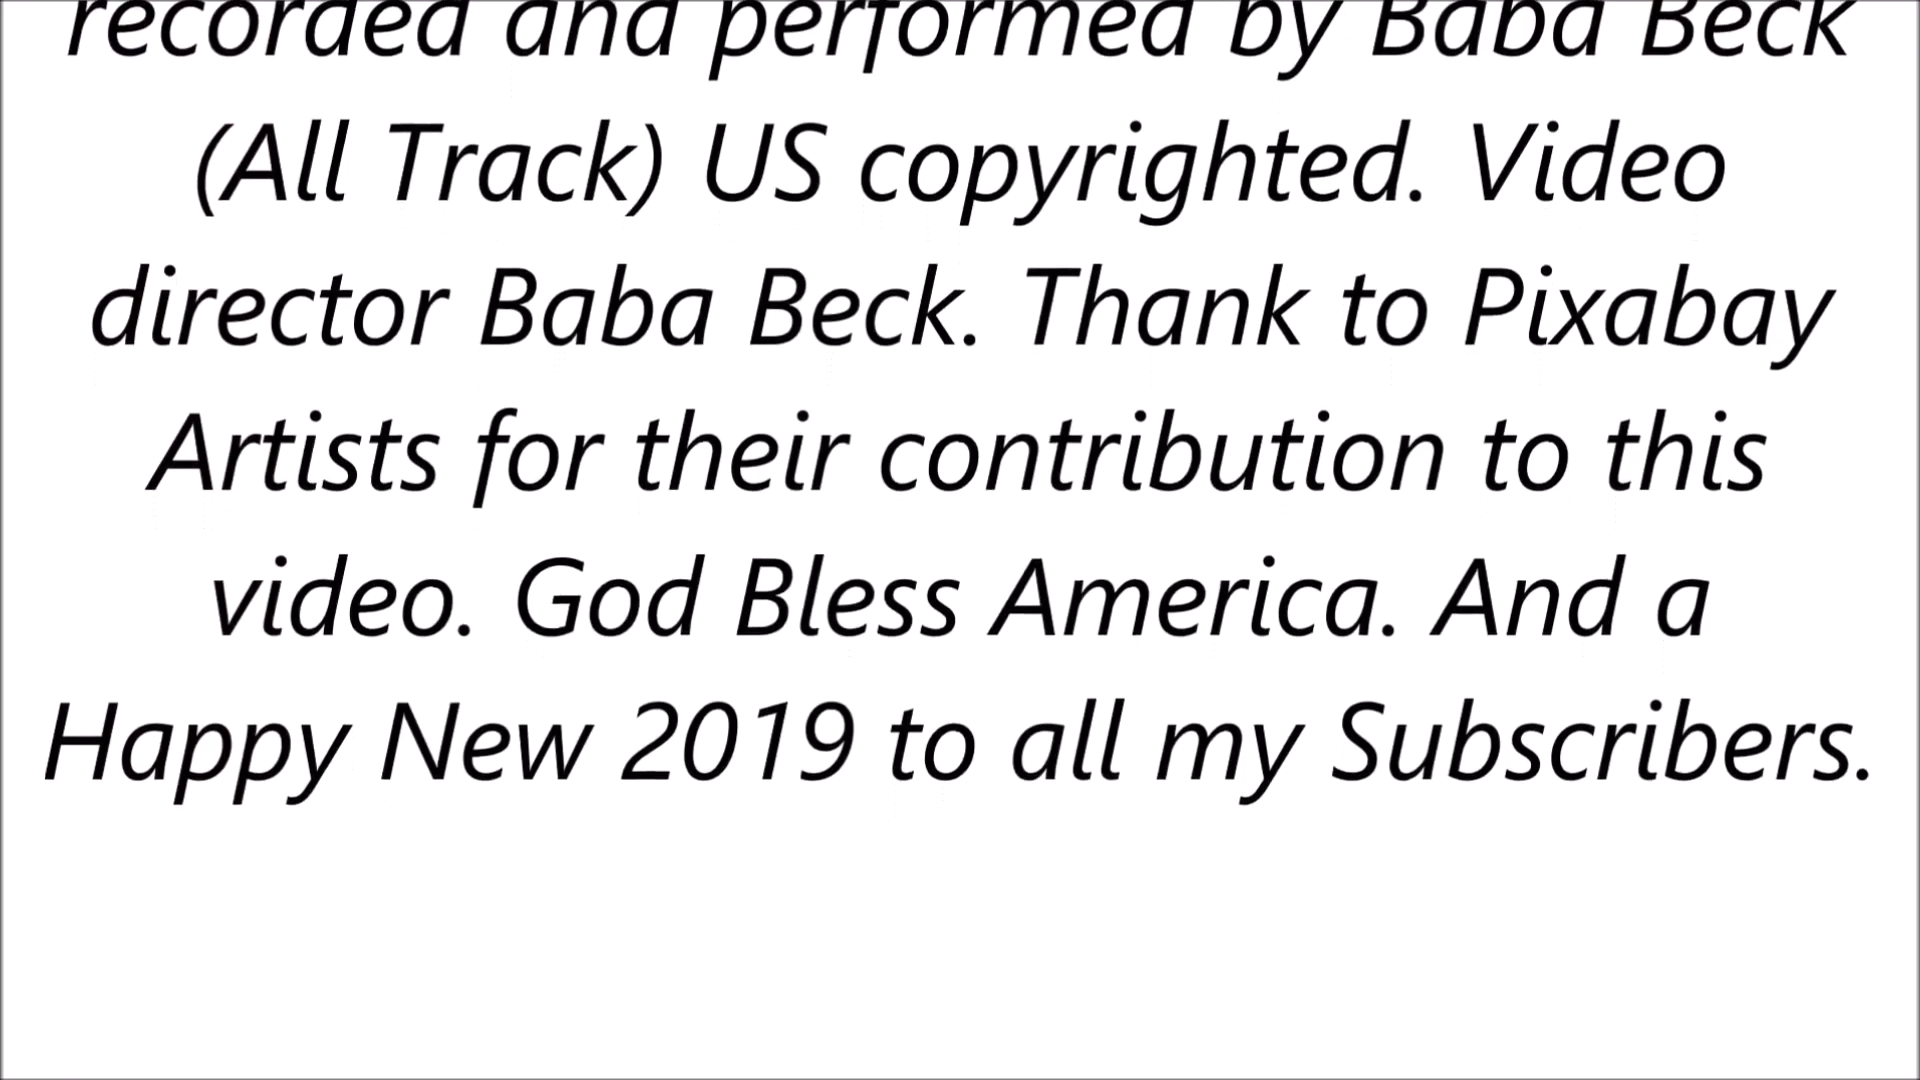 recorded and performed by Baba Beck
(All Track) US copyrighted. Video
director Baba Beck. Thank to Pixabay
Artists for their contribution to this
video. God Bless America. And a
Happy New 2019 to all my Subscribers.